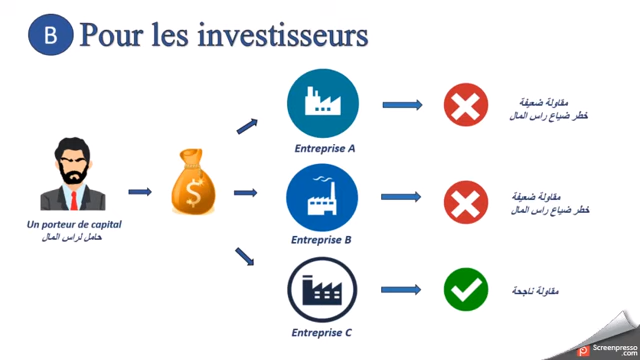 B Pour les investisseurs
Entreprise A
مقاولة ضعيفة
خطر ضياع راس المال
Un porteur de capital
حامل لراس المال
Entreprise B
مقاولة ضعيفة
خطر ضياع راس المال
Entreprise C
مقاولة ناجحة
Screenpresso
.com